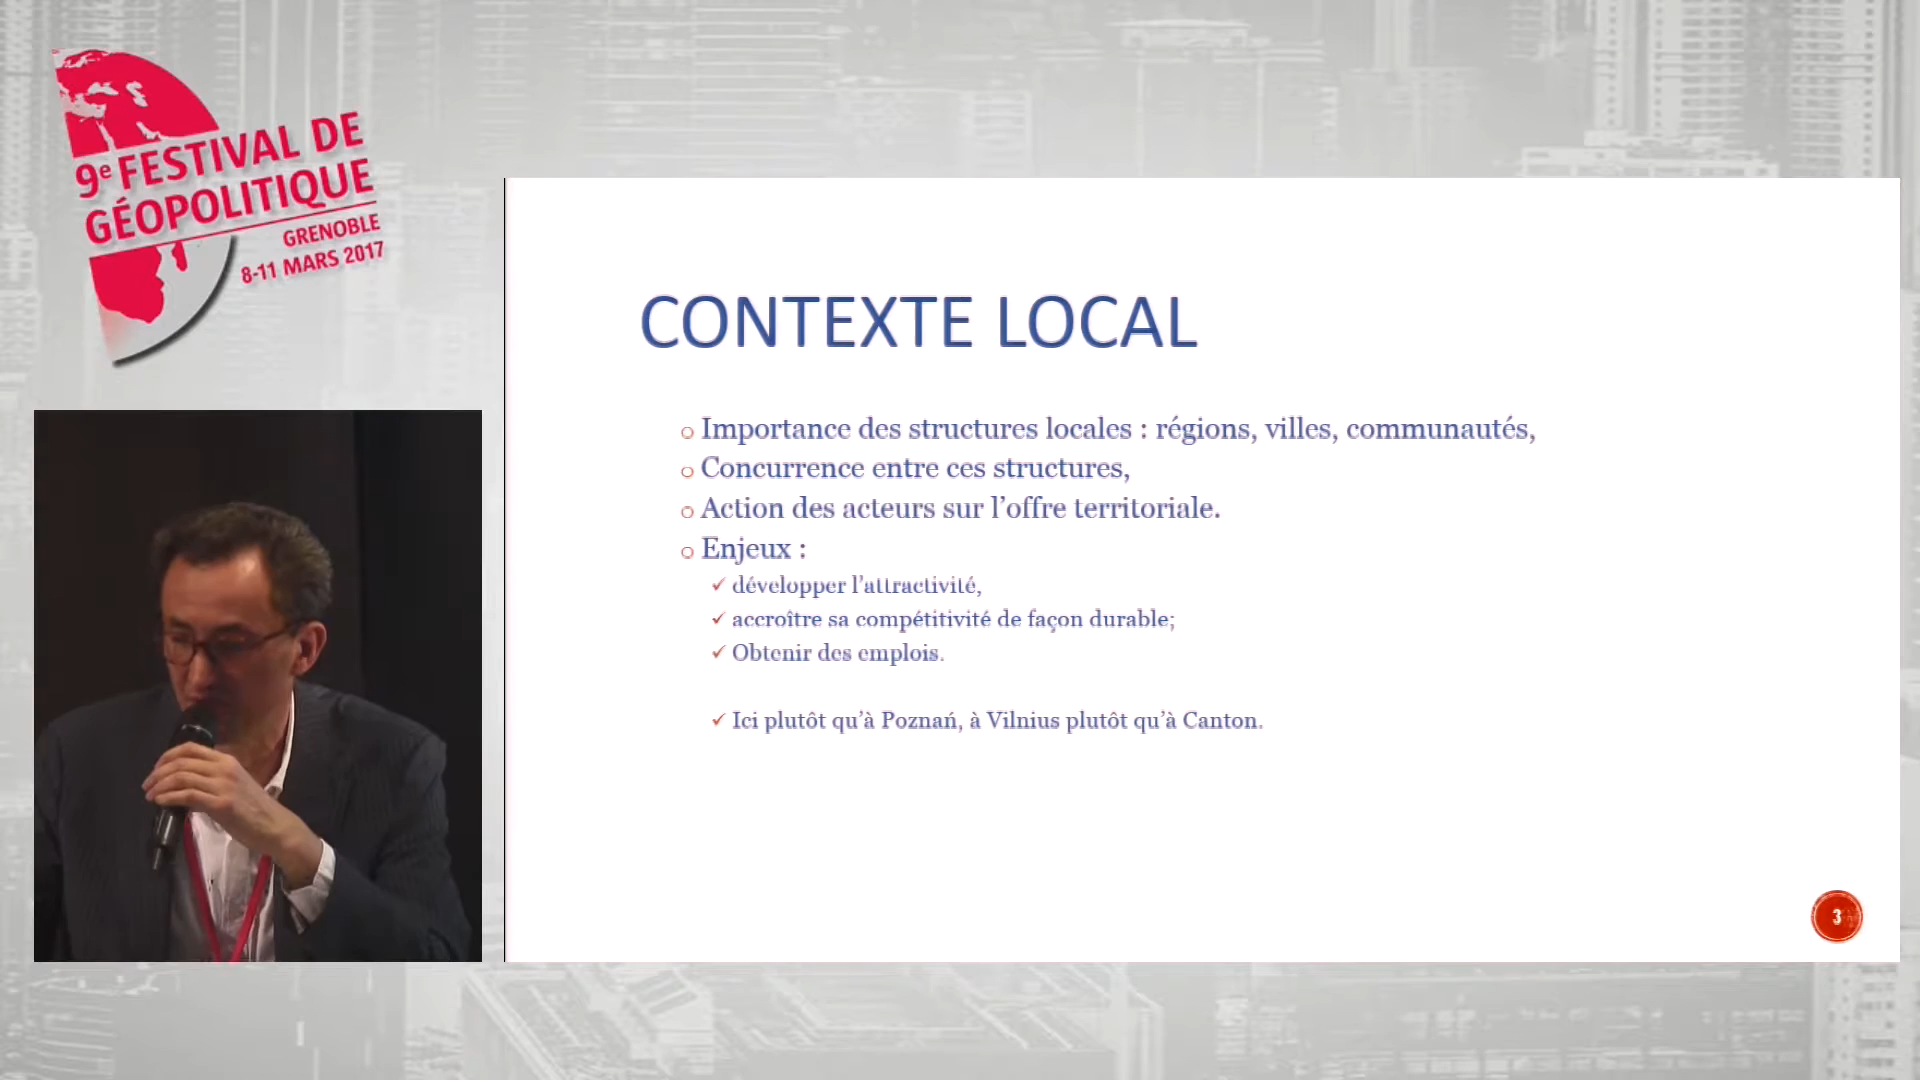 9e FESTIVAL DE
GÉOPOLITIQUE
GRENOBLE
8-11 MARS 2017
CONTEXTE LOCAL
o Importance des structures locales : régions, villes, communautés,
o Concurrence entre ces structures,
o Action des acteurs sur l’offre territoriale.
o Enjeux :
✓ développer l’attractivité,
✓ accroître sa compétitivité de façon durable;
✓ Obtenir des emplois.
✓ Ici plutôt qu’à Poznań, à Vilnius plutôt qu’à Canton.
3